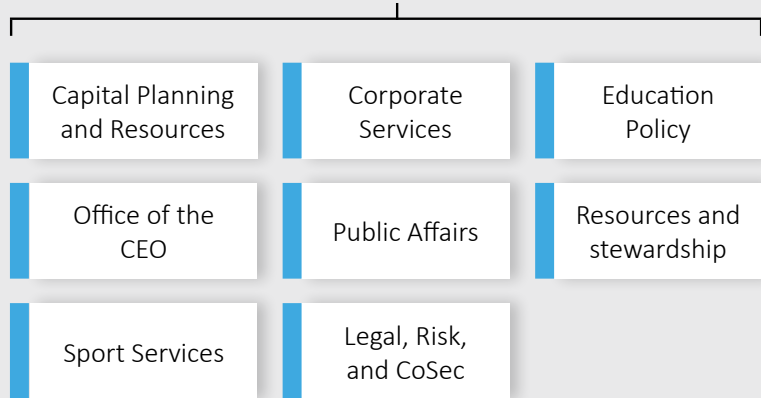 Capital Planning
and Resources
Corporate
Services
Education
Policy
Office of the
CEO
Public Affairs
Resources and
stewardship
Sport Services
Legal, Risk,
and CoSec